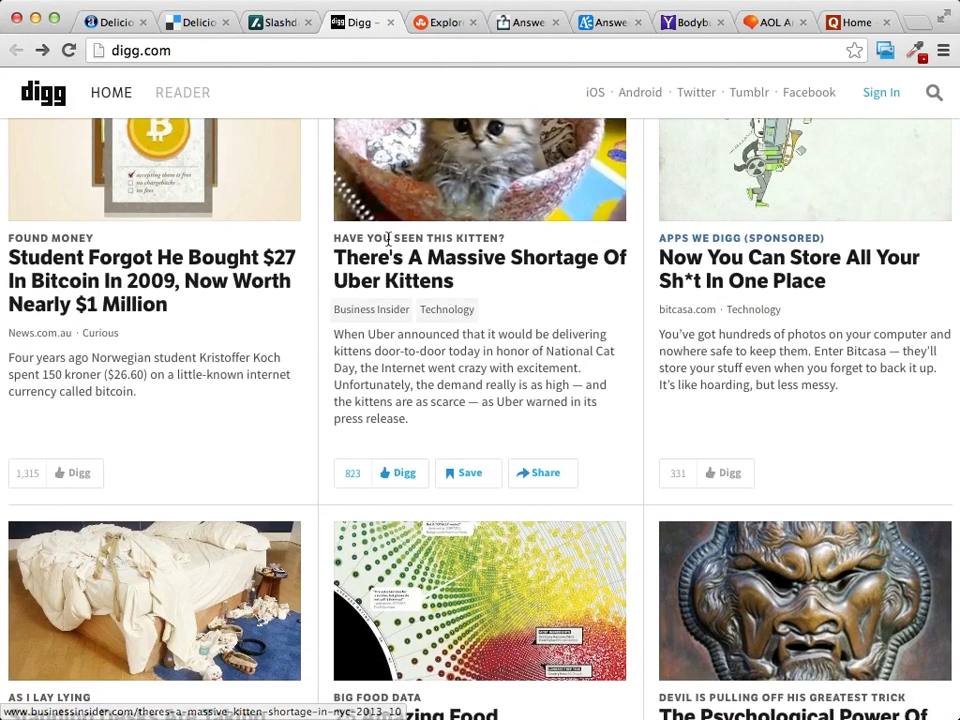 Delicio
Delicio
Slashd
Digg –
Explor
Answe
Answe
Bodyb
AOL A
Home -
digg.com
digg HOME READER iOS · Android · Twitter · Tumblr · Facebook Sign In
accepting them is free
no chargebacks
no fees
FOUND MONEY
Student Forgot He Bought $27
In Bitcoin In 2009, Now Worth
Nearly $1 Million
News.com.au · Curious
Four years ago Norwegian student Kristoffer Koch
spent 150 kroner ($26.60) on a little-known internet
currency called bitcoin.
1,315 Digg
HAVE YOU SEEN THIS KITTEN?
There's A Massive Shortage Of
Uber Kittens
Business Insider Technology
When Uber announced that it would be delivering
kittens door-to-door today in honor of National Cat
Day, the Internet went crazy with excitement.
Unfortunately, the demand really is as high — and
the kittens are as scarce — as Uber warned in its
press release.
823 Digg Save Share
APPS WE DIGG (SPONSORED)
Now You Can Store All Your
Sh*t In One Place
bitcasa.com · Technology
You've got hundreds of photos on your computer and
nowhere safe to keep them. Enter Bitcasa — they'll
store your stuff even when you forget to back it up.
It's like hoarding, but less messy.
331 Digg
AS I LAY LYING
BIG FOOD DATA
DEVIL IS PULLING OFF HIS GREATEST TRICK
The Psychological Power Of
www.businessinsider.com/theres-a-massive-kitten-shortage-in-nyc-2013-10